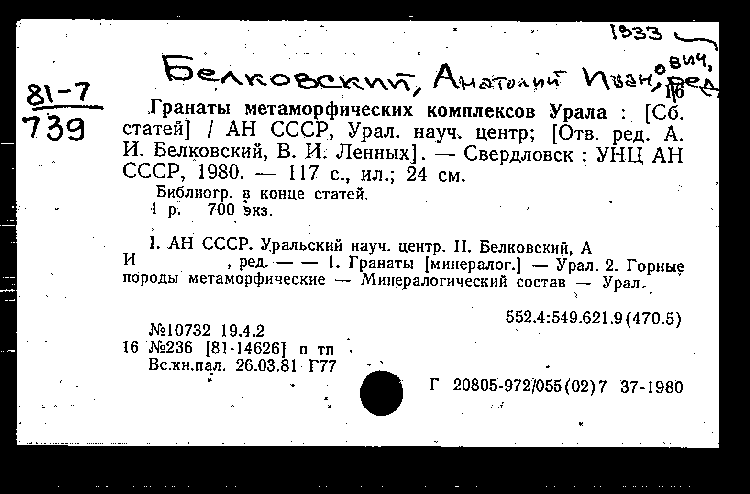 1933
Белковский, Анатолий Иванович, ред.
81-7
739
Гранаты метаморфических комплексов Урала : [Сб.
статей] / АН СССР, Урал. науч. центр; [Отв. ред. А.
И. Белковский, В. И. Ленных]. — Свердловск : УНЦ АН
СССР, 1980. — 117 с., ил.; 24 см.
Библиогр. в конце статей.
1 р. 700 экз.
I. АН СССР. Уральский науч. центр. II. Белковский, А
И , ред. — — 1. Гранаты [минералог.] — Урал. 2. Горные
породы метаморфические — Минералогический состав — Урал.
552.4:549.621.9(470.5)
№10732 19.4.2
16 №236 [81-14626] п тп
Вс.кн.пал. 26.03.81 Г77
Г 20805-972/055(02)7 37-1980